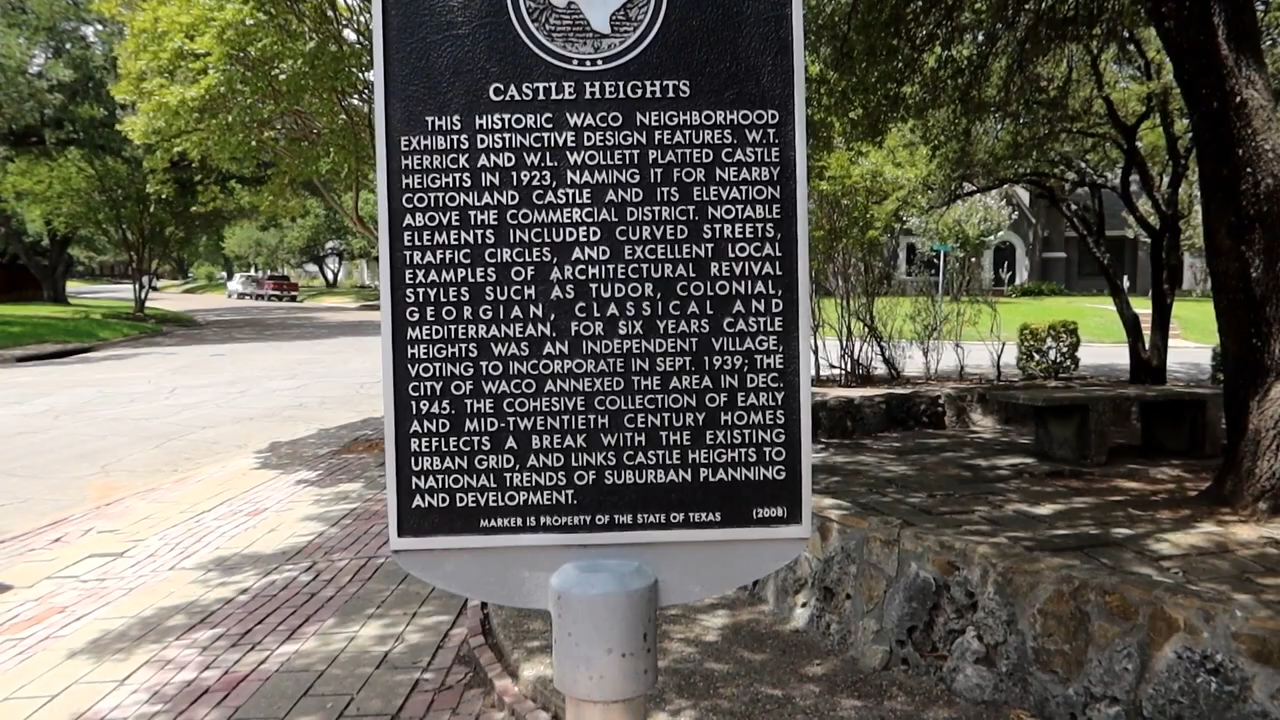 CASTLE HEIGHTS
THIS HISTORIC WACO NEIGHBORHOOD
EXHIBITS DISTINCTIVE DESIGN FEATURES. W.T.
HERRICK AND W.L. WOLLETT PLATTED CASTLE
HEIGHTS IN 1923, NAMING IT FOR NEARBY
COTTONLAND CASTLE AND ITS ELEVATION
ABOVE THE COMMERCIAL DISTRICT. NOTABLE
ELEMENTS INCLUDED CURVED STREETS,
TRAFFIC CIRCLES, AND EXCELLENT LOCAL
EXAMPLES OF ARCHITECTURAL REVIVAL
STYLES SUCH AS TUDOR, COLONIAL,
GEORGIAN, CLASSICAL AND
MEDITERRANEAN. FOR SIX YEARS CASTLE
HEIGHTS WAS AN INDEPENDENT VILLAGE,
VOTING TO INCORPORATE IN SEPT. 1939; THE
CITY OF WACO ANNEXED THE AREA IN DEC.
1945. THE COHESIVE COLLECTION OF EARLY
AND MID-TWENTIETH CENTURY HOMES
REFLECTS A BREAK WITH THE EXISTING
URBAN GRID, AND LINKS CASTLE HEIGHTS TO
NATIONAL TRENDS OF SUBURBAN PLANNING
AND DEVELOPMENT.
(2008)
MARKER IS PROPERTY OF THE STATE OF TEXAS